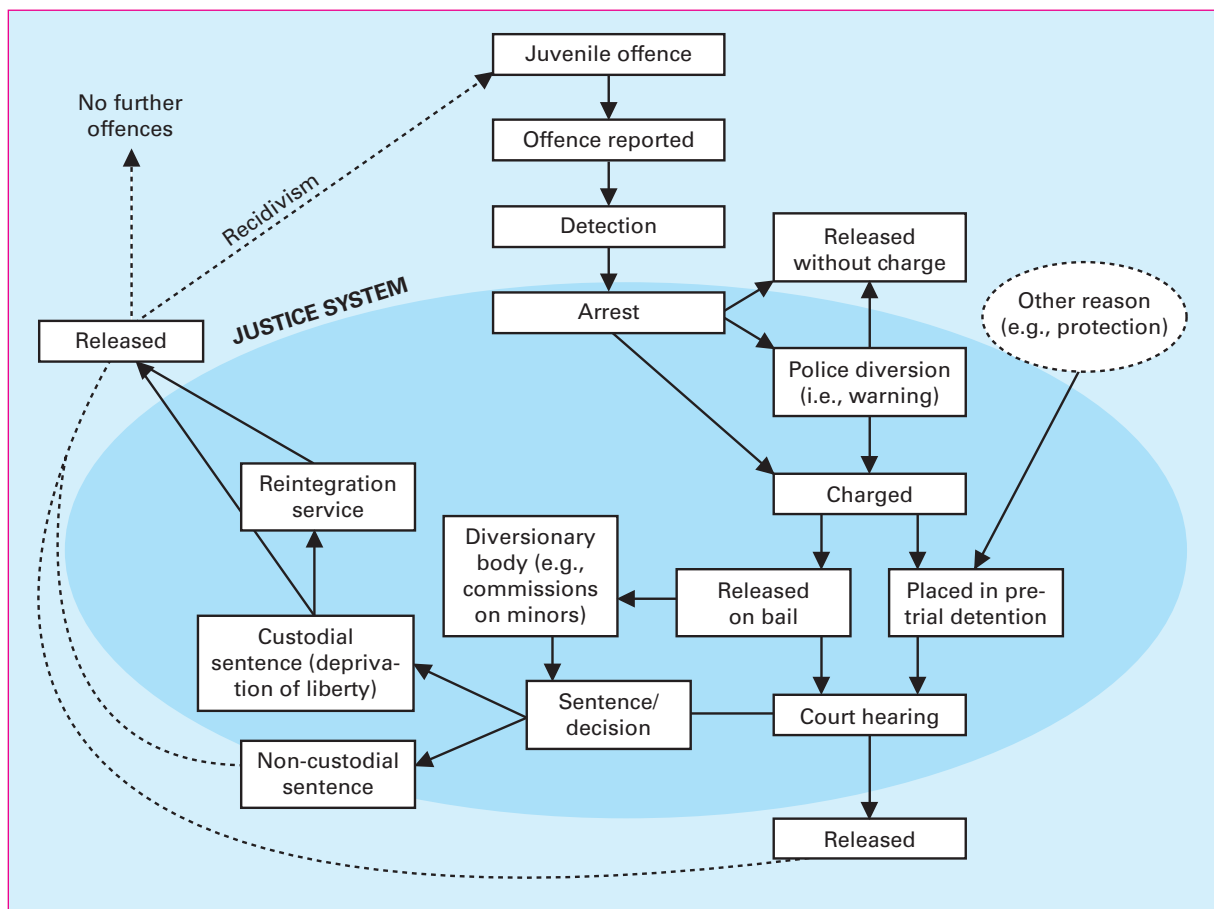 Juvenile offence
No further
offences
Offence reported
Recidivism
Detection
Released
without charge
JUSTICE SYSTEM
Arrest
Other reason
(e.g., protection)
Released
Police diversion
(i.e., warning)
Reintegration
service
Charged
Diversionary
body (e.g.,
commissions
on minors)
Released
on bail
Placed in pre-
trial detention
Custodial
sentence (depriva-
tion of liberty)
Sentence/
decision
Court hearing
Non-custodial
sentence
Released